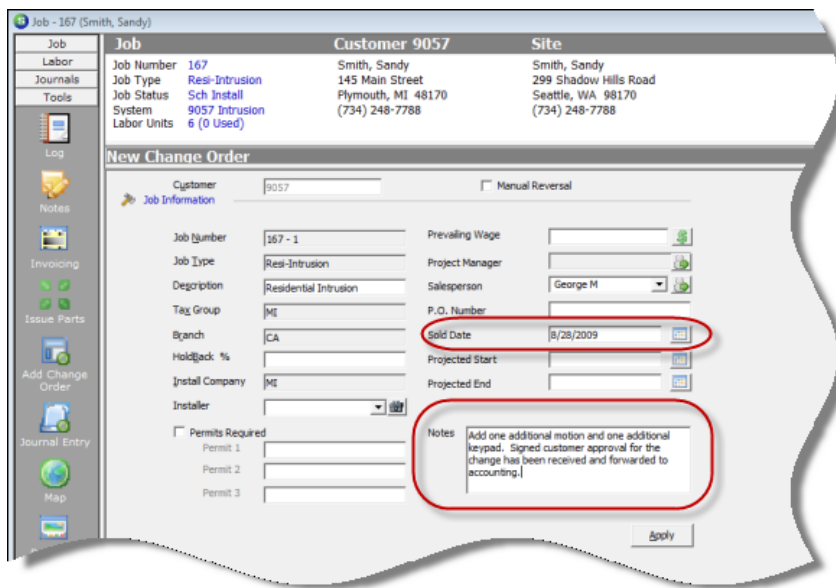 Job - 167 (Smith, Sandy)
Job
Labor
Journals
Tools
Log
Notes
Invoicing
Issue Parts
Add Change
Order
Journal Entry
Map
Job Customer 9057 Site
Job Number 167 Smith, Sandy Smith, Sandy
Job Type Resi-Intrusion 145 Main Street 299 Shadow Hills Road
Job Status Sch Install Plymouth, MI 48170 Seattle, WA 98170
System 9057 Intrusion (734) 248-7788 (734) 248-7788
Labor Units 6 (0 Used)
New Change Order
Customer 9057 Manual Reversal
Job Information
Job Number 167 - 1
Job Type Resi-Intrusion
Description Residential Intrusion
Tax Group MI
Branch CA
HoldBack %
Install Company MI
Installer
Permits Required
Permit 1
Permit 2
Permit 3
Prevailing Wage
Project Manager
Salesperson George M
P.O. Number
Sold Date 8/28/2009
Projected Start
Projected End
Notes Add one additional motion and one additional
keypad. Signed customer approval for the
change has been received and forwarded to
accounting.
Apply